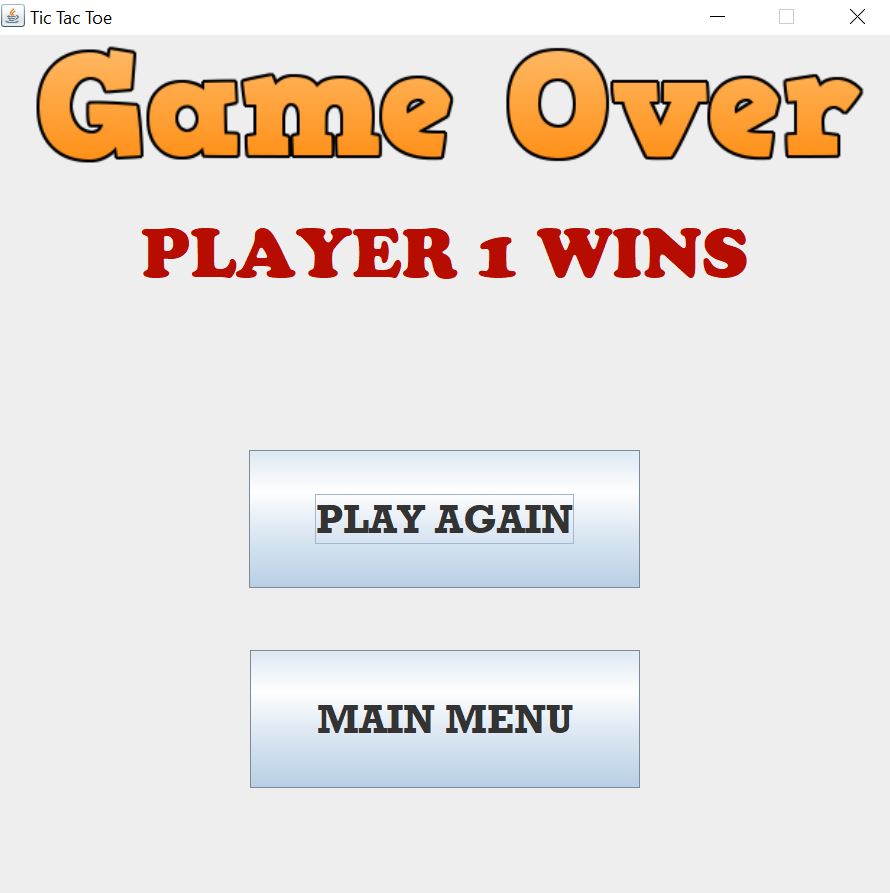 Tic Tac Toe
Game Over
PLAYER 1 WINS
PLAY AGAIN
MAIN MENU